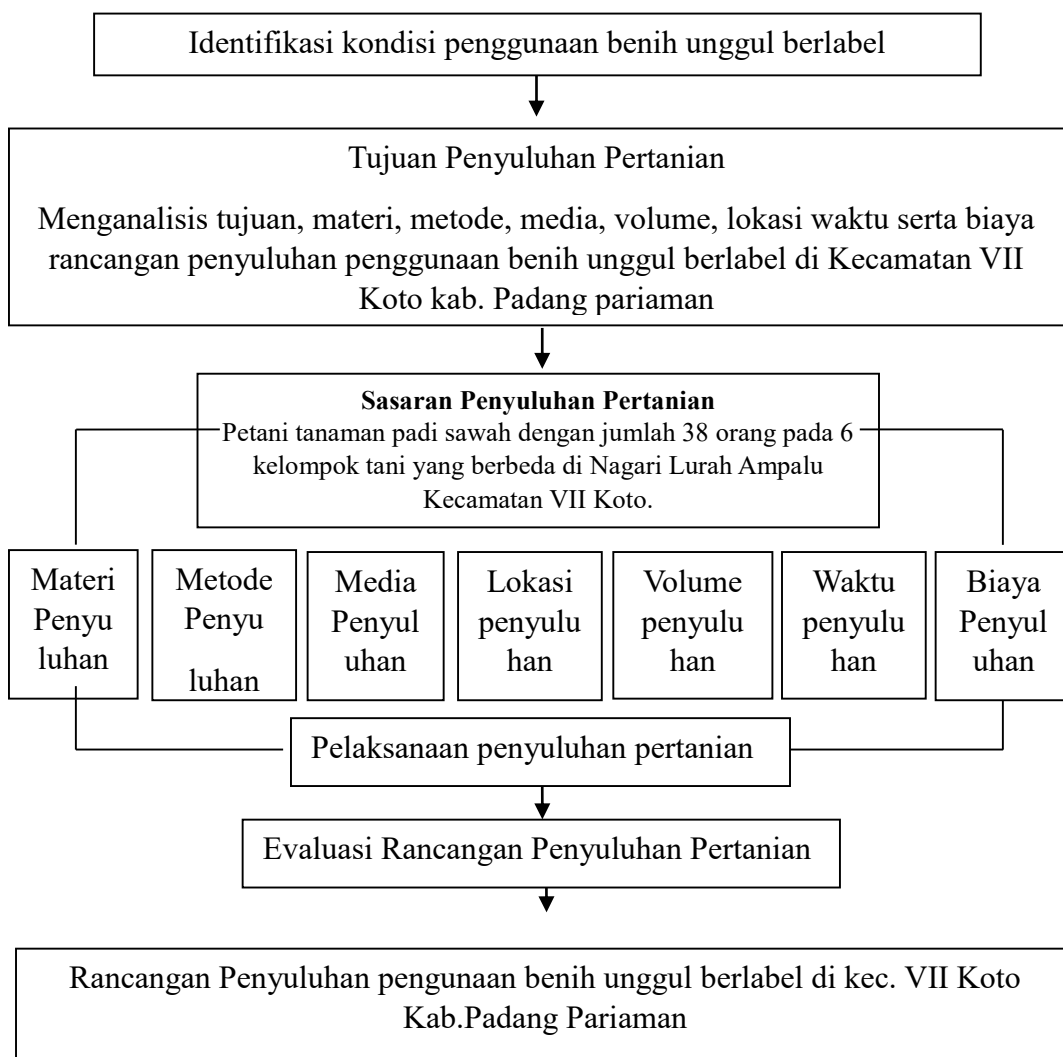 Identifikasi kondisi penggunaan benih unggul berlabel
Tujuan Penyuluhan Pertanian
Menganalisis tujuan, materi, metode, media, volume, lokasi waktu serta biaya
rancangan penyuluhan penggunaan benih unggul berlabel di Kecamatan VII
Koto kab. Padang pariaman
Sasaran Penyuluhan Pertanian
Petani tanaman padi sawah dengan jumlah 38 orang pada 6
kelompok tani yang berbeda di Nagari Lurah Ampalu
Kecamatan VII Koto.
Materi
Penyu
luhan
Metode
Penyu
luhan
Media
Penyul
uhan
Lokasi
penyulu
han
Volume
penyulu
han
Waktu
penyulu
han
Biaya
Penyul
uhan
Pelaksanaan penyuluhan pertanian
Evaluasi Rancangan Penyuluhan Pertanian
Rancangan Penyuluhan pengunaan benih unggul berlabel di kec. VII Koto
Kab.Padang Pariaman